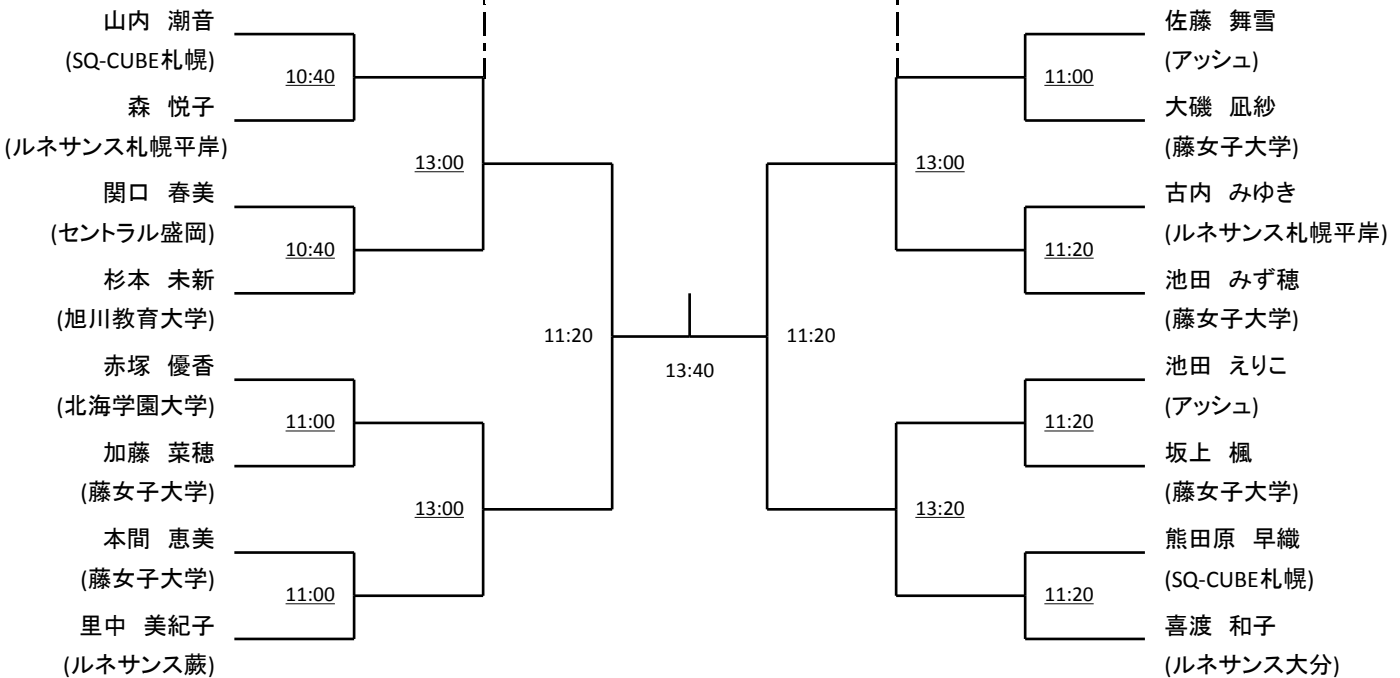 山内 潮音
(SQ-CUBE札幌)
森 悦子
(ルネサンス札幌平岸)
関口 春美
(セントラル盛岡)
杉本 未新
(旭川教育大学)
赤塚 優香
(北海学園大学)
加藤 菜穂
(藤女子大学)
本間 恵美
(藤女子大学)
里中 美紀子
(ルネサンス蕨)
10:40
10:40
11:00
11:00
13:00
13:00
11:20
13:40
11:20
13:00
13:20
11:00
11:20
11:20
11:20
佐藤 舞雪
(アッシュ)
大磯 凪紗
(藤女子大学)
古内 みゆき
(ルネサンス札幌平岸)
池田 みず穂
(藤女子大学)
池田 えりこ
(アッシュ)
坂上 楓
(藤女子大学)
熊田原 早織
(SQ-CUBE札幌)
喜渡 和子
(ルネサンス大分)